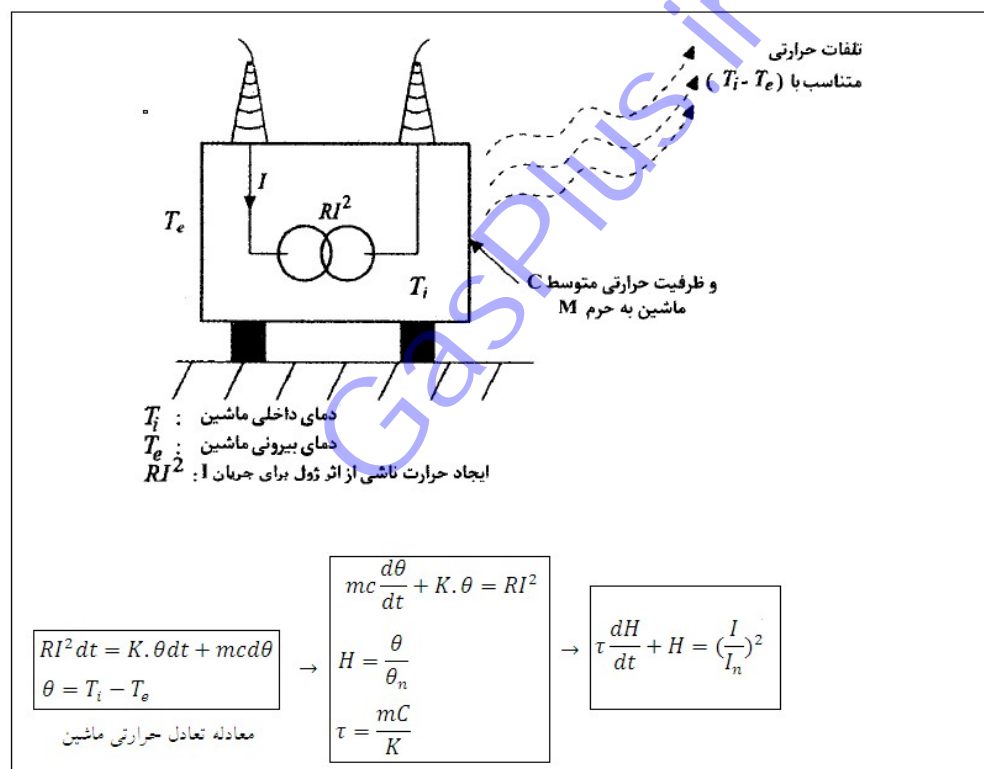 تلفات حرارتی
متناسب با ( Tᵢ - Tₑ )
I
RI²
Tₑ
Tᵢ
و ظرفیت حرارتی متوسط C
ماشین به حرم M
Tᵢ : دمای داخلی ماشین
Tₑ : دمای بیرونی ماشین
RI² : ایجاد حرارت ناشی از اثر ژول برای جریان I
RI²dt = K.θdt + mcdθ
θ = Tᵢ − Tₑ
معادله تعادل حرارتی ماشین
→
mc dθ/dt + K.θ = RI²
H = θ/θₙ
τ = mC/K
→
τ dH/dt + H = (I/Iₙ)²
GasPlus.ir